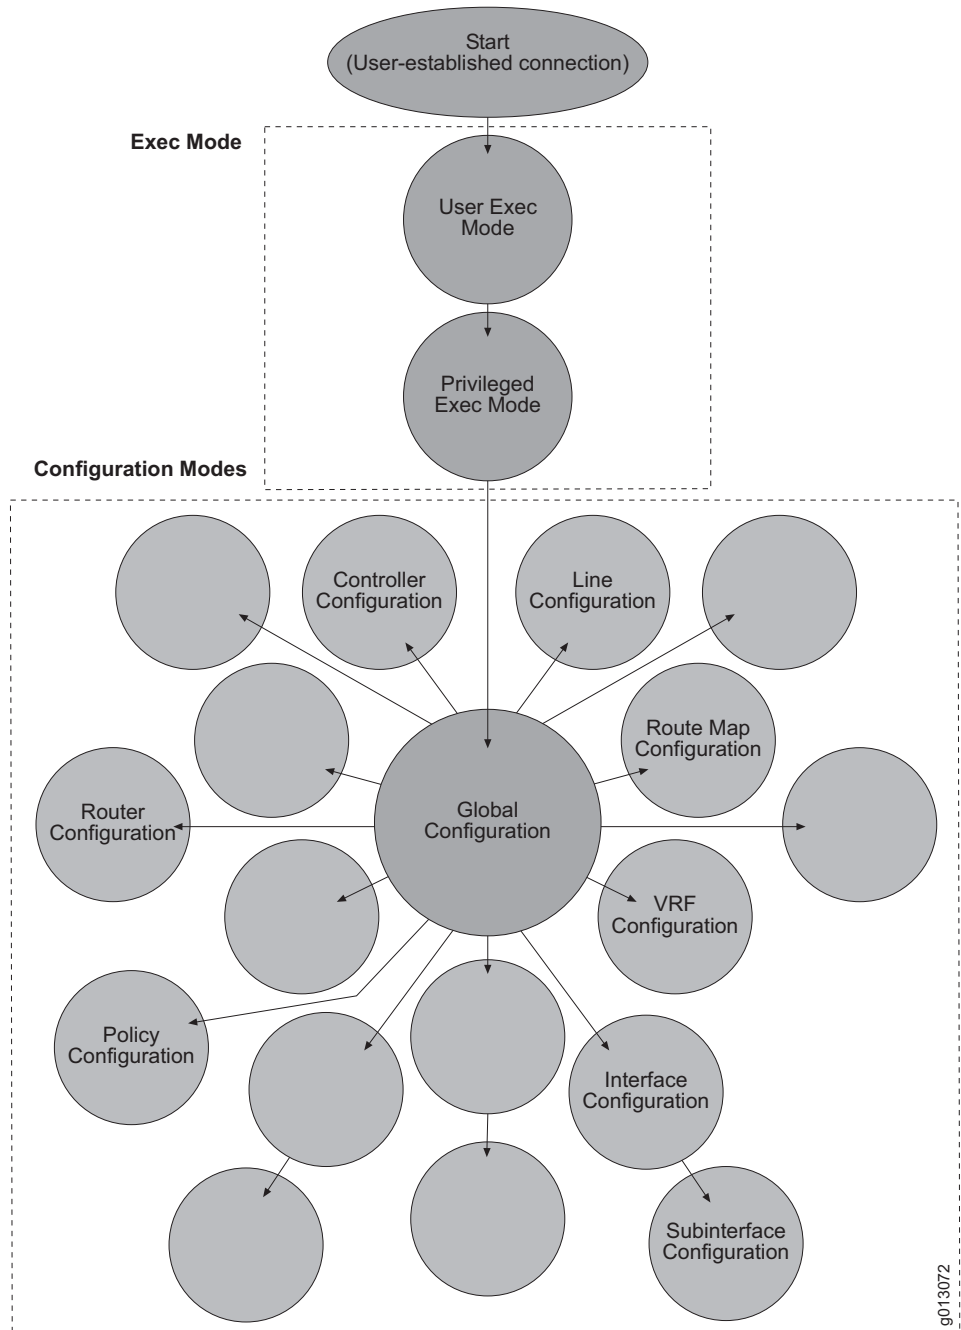 Start
(User-established connection)
Exec Mode
User Exec
Mode
Privileged
Exec Mode
Configuration Modes
Controller
Configuration
Line
Configuration
Route Map
Configuration
Router
Configuration
Global
Configuration
VRF
Configuration
Policy
Configuration
Interface
Configuration
Subinterface
Configuration
g013072